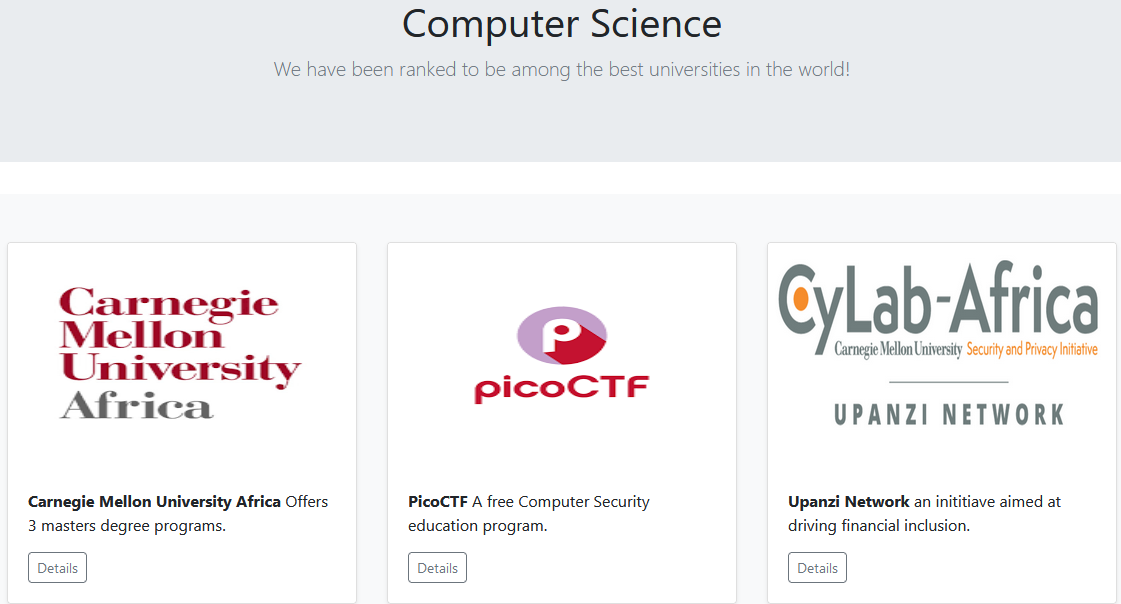 Computer Science
We have been ranked to be among the best universities in the world!
Carnegie
Mellon
University
Africa
Carnegie Mellon University Africa Offers
3 masters degree programs.
Details
P
picoCTF
PicoCTF A free Computer Security
education program.
Details
CyLab-Africa
Carnegie Mellon University Security and Privacy Initiative
UPANZI NETWORK
Upanzi Network an inititiave aimed at
driving financial inclusion.
Details